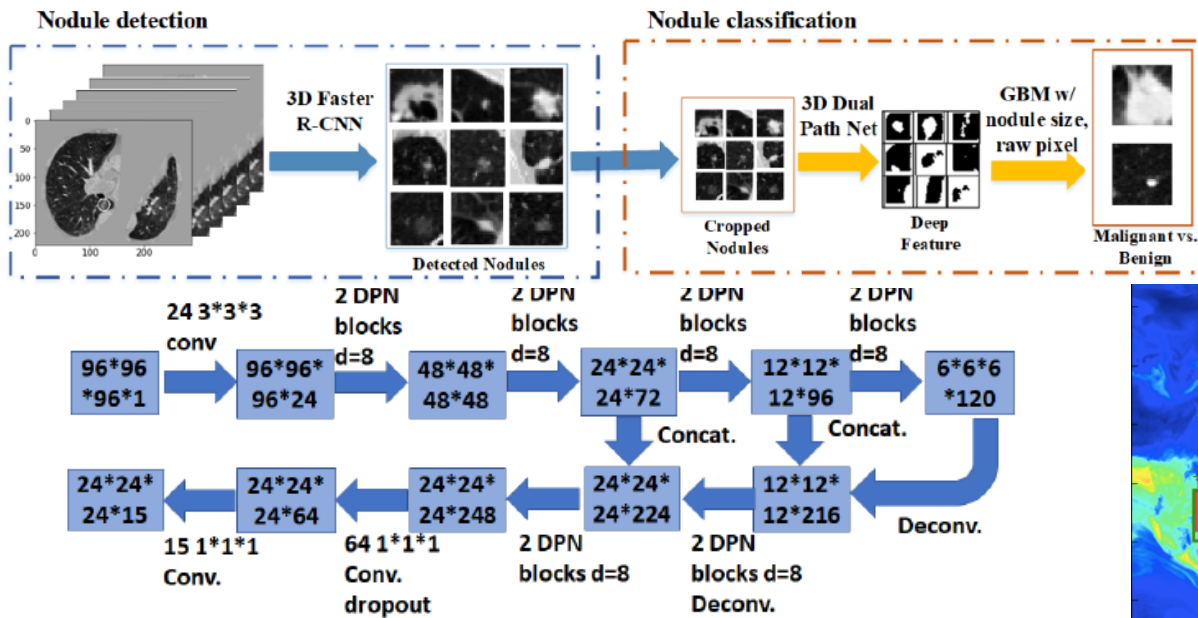 Nodule detection
Nodule classification
3D Faster
R-CNN
0
50
100
150
200
0
100
200
Detected Nodules
Cropped
Nodules
3D Dual
Path Net
Deep
Feature
GBM w/
nodule size,
raw pixel
Malignant vs.
Benign
24 3*3*3
conv
2 DPN
blocks
d=8
2 DPN
blocks
d=8
2 DPN
blocks
d=8
2 DPN
blocks
d=8
96*96
*96*1
96*96*
96*24
48*48*
48*48
24*24*
24*72
12*12*
12*96
6*6*6
*120
Concat.
Concat.
Deconv.
24*24*
24*15
24*24*
24*64
24*24*
24*248
24*24*
24*224
12*12*
12*216
15 1*1*1
Conv.
64 1*1*1
Conv.
dropout
2 DPN
blocks d=8
2 DPN
blocks d=8
Deconv.